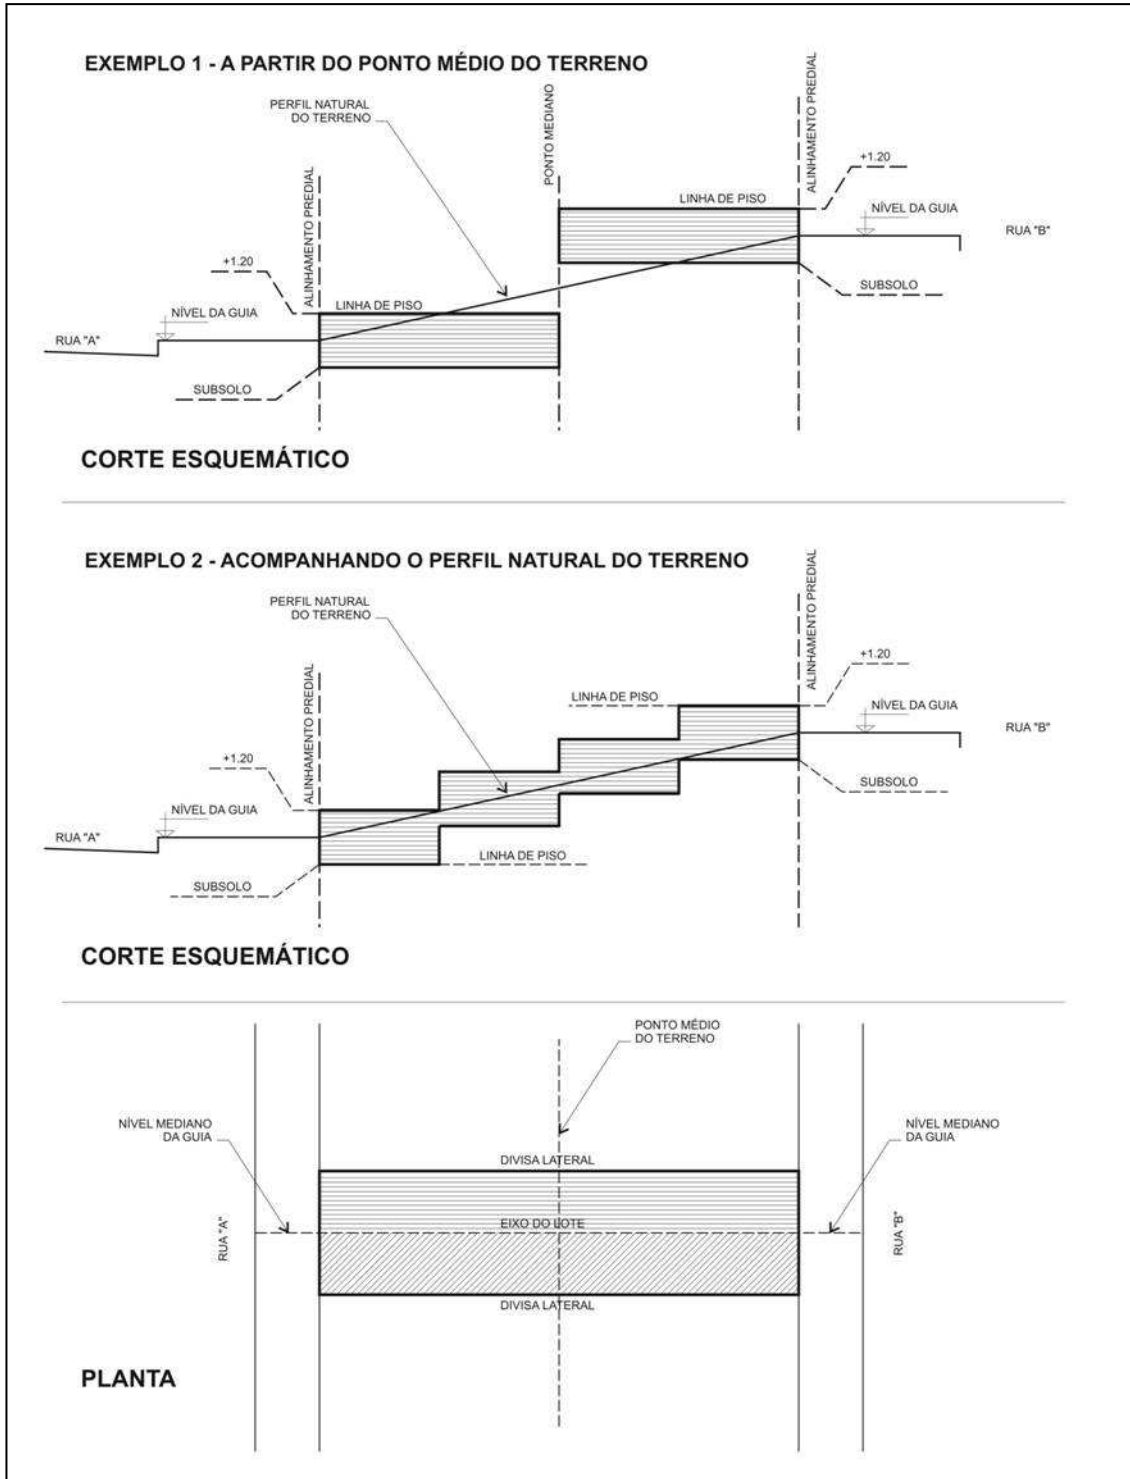 EXEMPLO 1 - A PARTIR DO PONTO MÉDIO DO TERRENO
PERFIL NATURAL
DO TERRENO
PONTO MEDIANO
ALINHAMENTO PREDIAL
+1.20
LINHA DE PISO
NÍVEL DA GUIA
RUA "B"
ALINHAMENTO PREDIAL
+1.20
SUBSOLO
LINHA DE PISO
NÍVEL DA GUIA
RUA "A"
SUBSOLO
CORTE ESQUEMÁTICO
EXEMPLO 2 - ACOMPANHANDO O PERFIL NATURAL DO TERRENO
PERFIL NATURAL
DO TERRENO
ALINHAMENTO PREDIAL
+1.20
LINHA DE PISO
NÍVEL DA GUIA
RUA "B"
ALINHAMENTO PREDIAL
+1.20
SUBSOLO
NÍVEL DA GUIA
RUA "A"
LINHA DE PISO
SUBSOLO
CORTE ESQUEMÁTICO
PONTO MÉDIO
DO TERRENO
NÍVEL MEDIANO
DA GUIA
NÍVEL MEDIANO
DA GUIA
DIVISA LATERAL
RUA "A"
EIXO DO LOTE
RUA "B"
DIVISA LATERAL
PLANTA